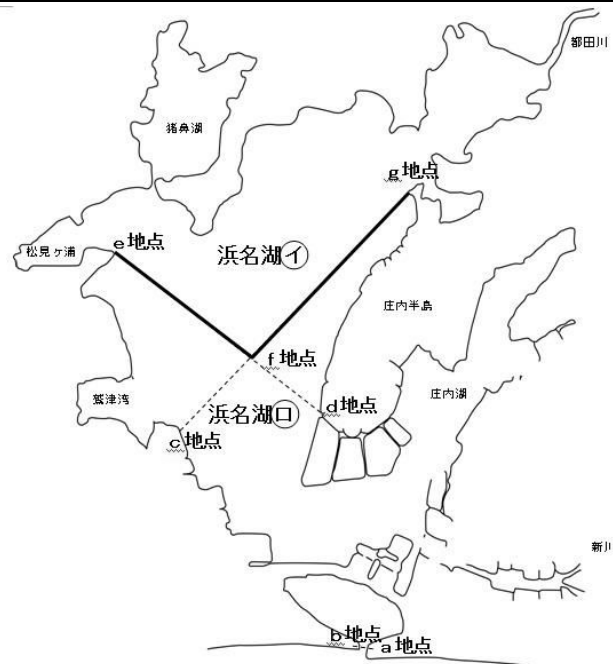 都田川
猪鼻湖
g地点
e地点
松見ヶ浦
浜名湖㋑
庄内半島
f地点
鷲津湾
浜名湖㋺
d地点
庄内湖
c地点
新川
b地点
a地点